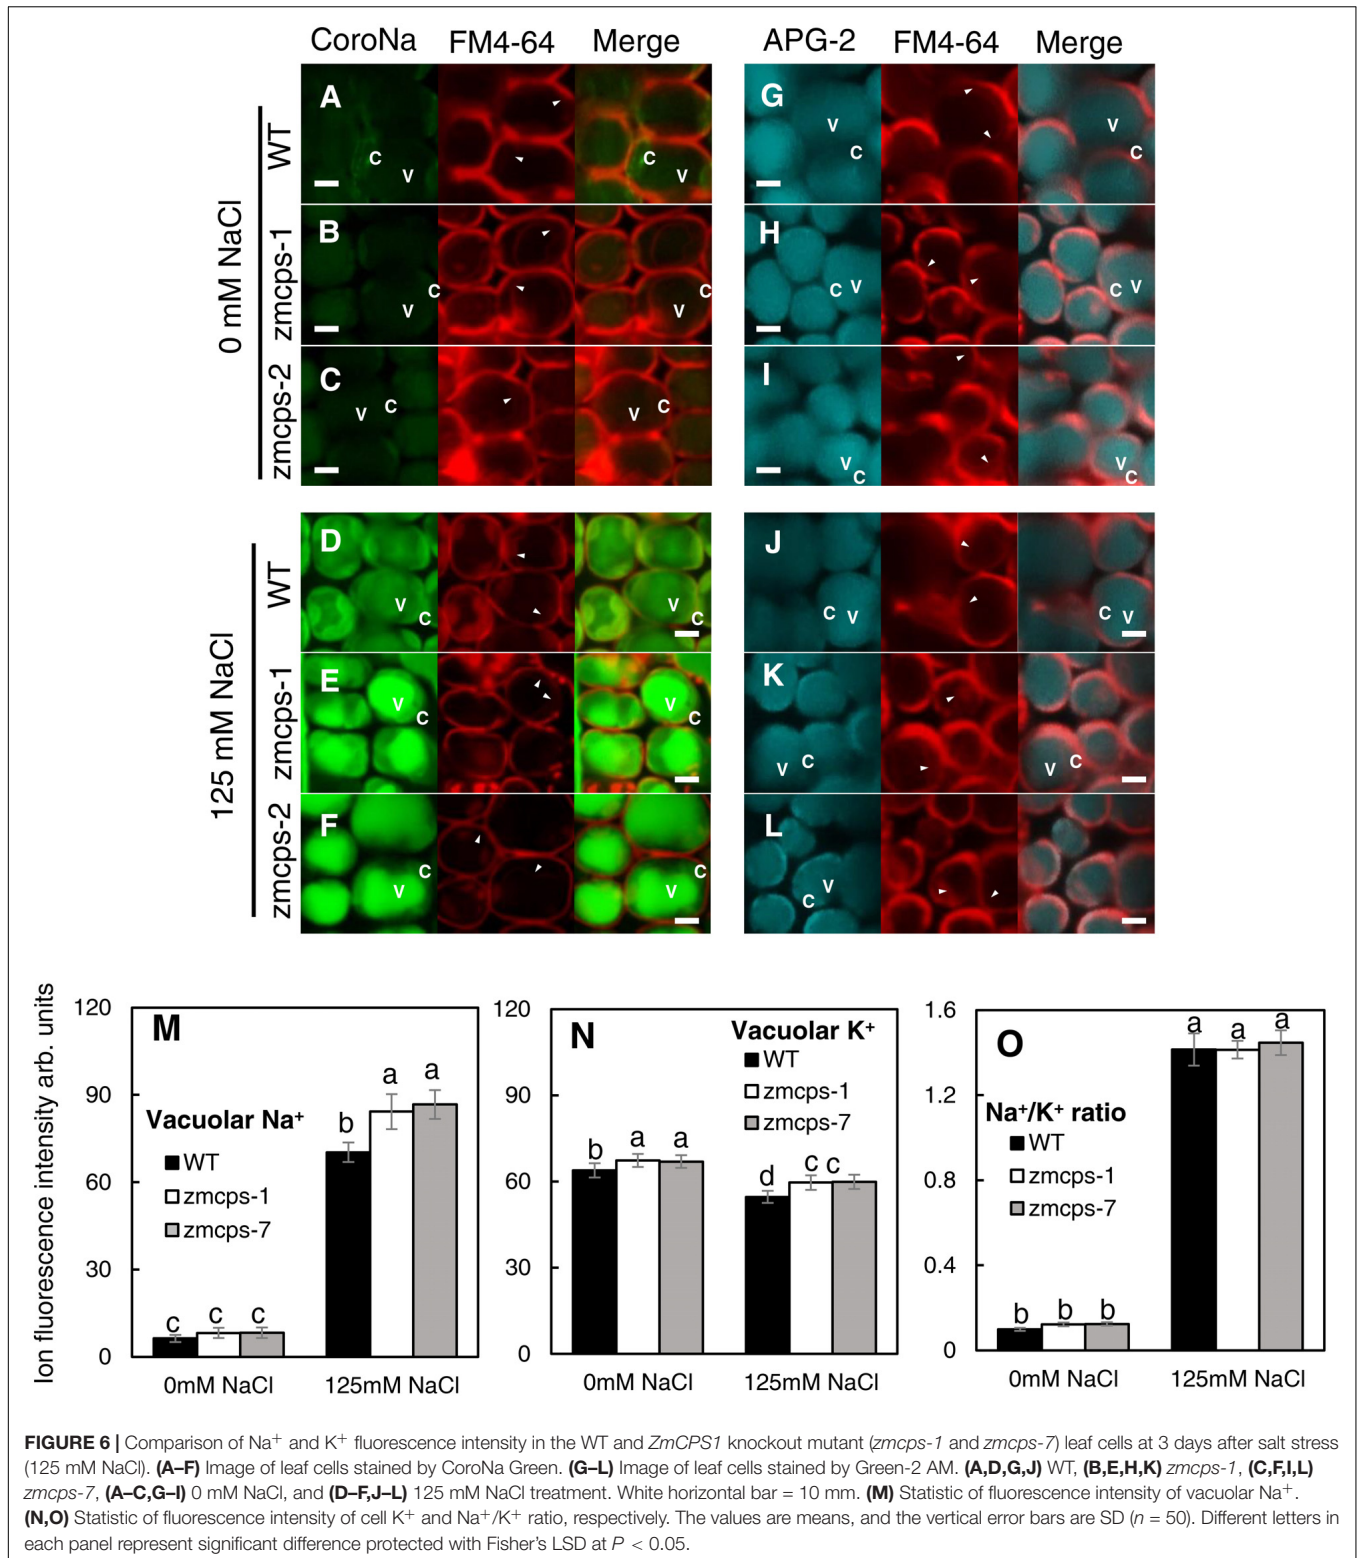 CoroNa FM4-64 Merge APG-2 FM4-64 Merge
0 mM NaCl
WT
A
C
V
C
V
G
V
C
V
C
zmcps-1
B
C
V
C
V
H
C V
C V
zmcps-2
C
V C
V C
I
V
C
V
C
125 mM NaCl
WT
D
V
C
V
C
J
C V
C V
zmcps-1
E
V
C
V
C
K
V C
V C
zmcps-2
F
C
V
C
V
L
V
C
Ion fluorescence intensity arb. units
120
90
60
30
0
M
Vacuolar Na⁺
WT
zmcps-1
zmcps-7
c c c
b a a
0mM NaCl 125mM NaCl
120
90
60
30
0
N
Vacuolar K⁺
WT
zmcps-1
zmcps-7
b a a
d c c
0mM NaCl 125mM NaCl
1.6
1.2
0.8
0.4
0
O
Na⁺/K⁺ ratio
WT
zmcps-1
zmcps-7
b b b
a a a
0mM NaCl 125mM NaCl
FIGURE 6 | Comparison of Na⁺ and K⁺ fluorescence intensity in the WT and ZmCPS1 knockout mutant (zmcps-1 and zmcps-7) leaf cells at 3 days after salt stress
(125 mM NaCl). (A–F) Image of leaf cells stained by CoroNa Green. (G–L) Image of leaf cells stained by Green-2 AM. (A,D,G,J) WT, (B,E,H,K) zmcps-1, (C,F,I,L)
zmcps-7, (A–C,G–I) 0 mM NaCl, and (D–F,J–L) 125 mM NaCl treatment. White horizontal bar = 10 mm. (M) Statistic of fluorescence intensity of vacuolar Na⁺.
(N,O) Statistic of fluorescence intensity of cell K⁺ and Na⁺/K⁺ ratio, respectively. The values are means, and the vertical error bars are SD (n = 50). Different letters in
each panel represent significant difference protected with Fisher's LSD at P < 0.05.